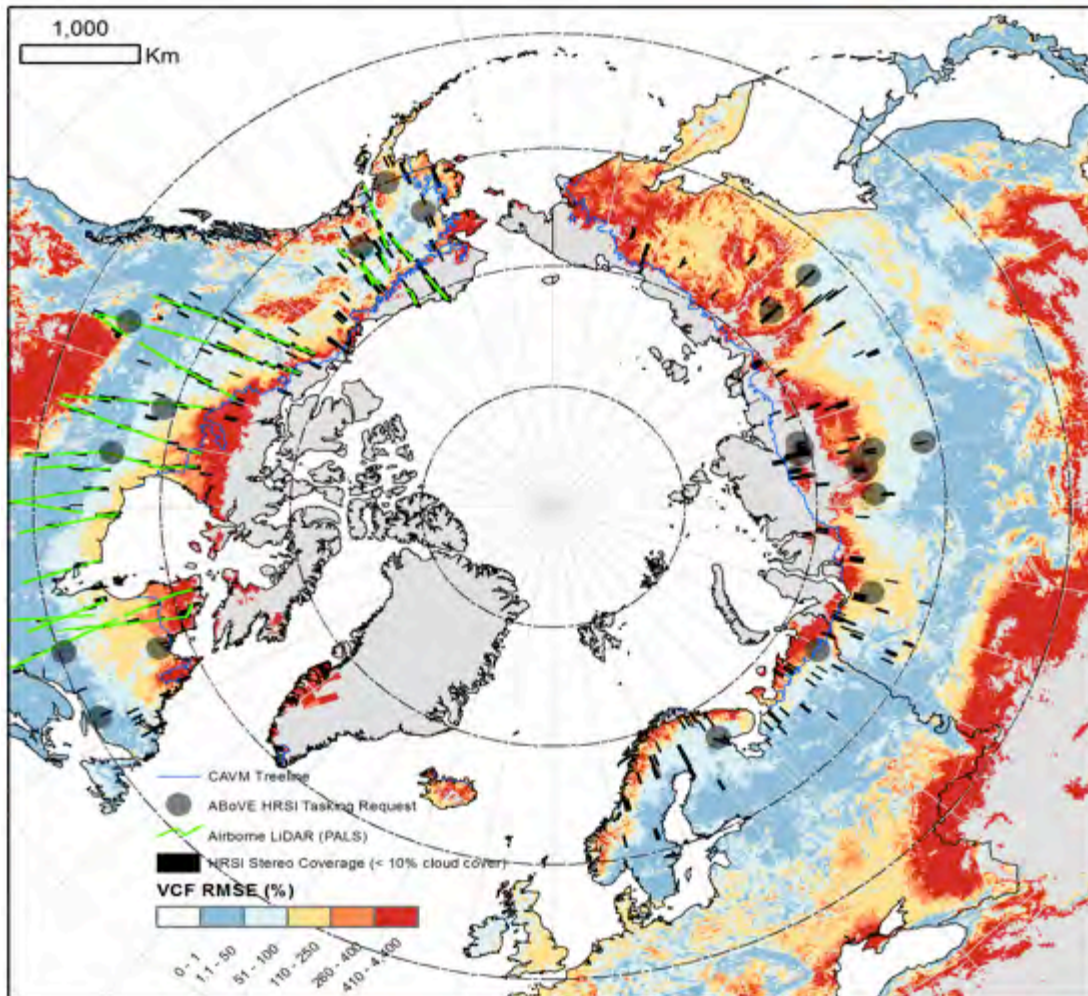 1,000
Km
CAVM Treeline
ABoVE HRSI Tasking Request
Airborne LiDAR (PALS)
HRSI Stereo Coverage (< 10% cloud cover)
VCF RMSE (%)
0 - 1
1.1 - 50
51 - 100
110 - 250
260 - 400
410 - 4,400